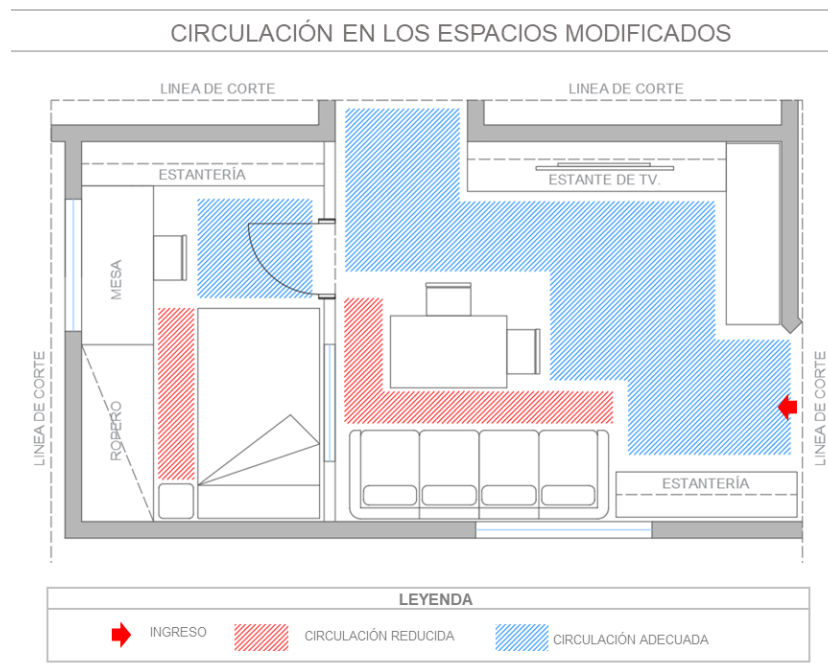 CIRCULACIÓN EN LOS ESPACIOS MODIFICADOS
LINEA DE CORTE
LINEA DE CORTE
ESTANTERÍA
ESTANTE DE TV.
MESA
ROPERO
LINEA DE CORTE
LINEA DE CORTE
ESTANTERÍA
LEYENDA
INGRESO
CIRCULACIÓN REDUCIDA
CIRCULACIÓN ADECUADA